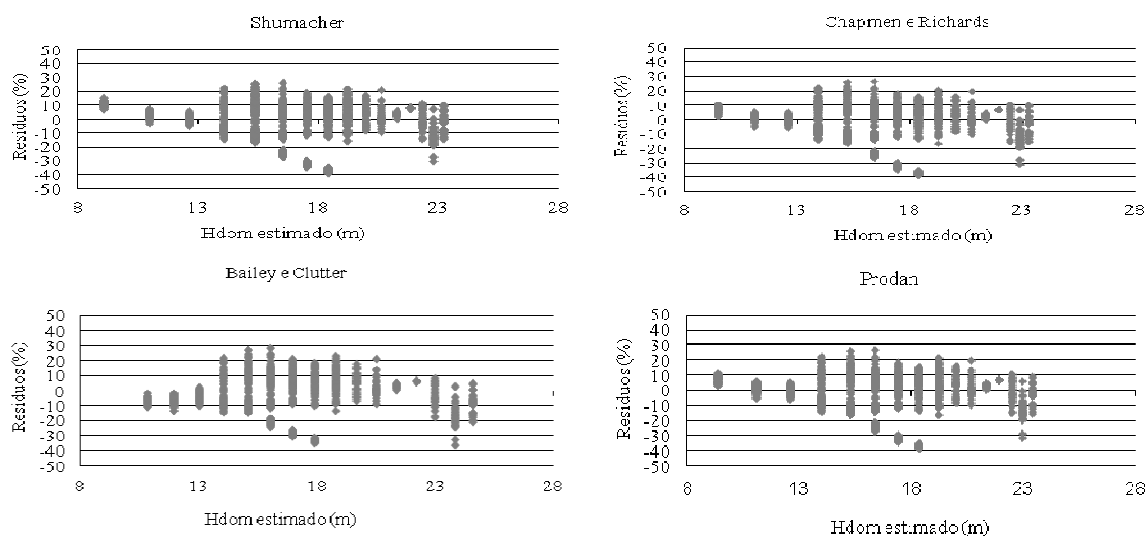 Shumacher
50
40
30
20
10
0
-10
-20
-30
-40
-50
Resíduos (%)
8 13 18 23 28
Hdom estimado (m)
Chapmen e Richards
50
40
30
20
10
0
-10
-20
-30
-40
-50
Resíduos (%)
8 13 18 23 28
Hdom estimado (m)
Bailey e Clutter
50
40
30
20
10
0
-10
-20
-30
-40
-50
Resíduos (%)
8 13 18 23 28
Hdom estimado (m)
Prodan
50
40
30
20
10
0
-10
-20
-30
-40
-50
Resíduos (%)
8 13 18 23 28
Hdom estimado (m)